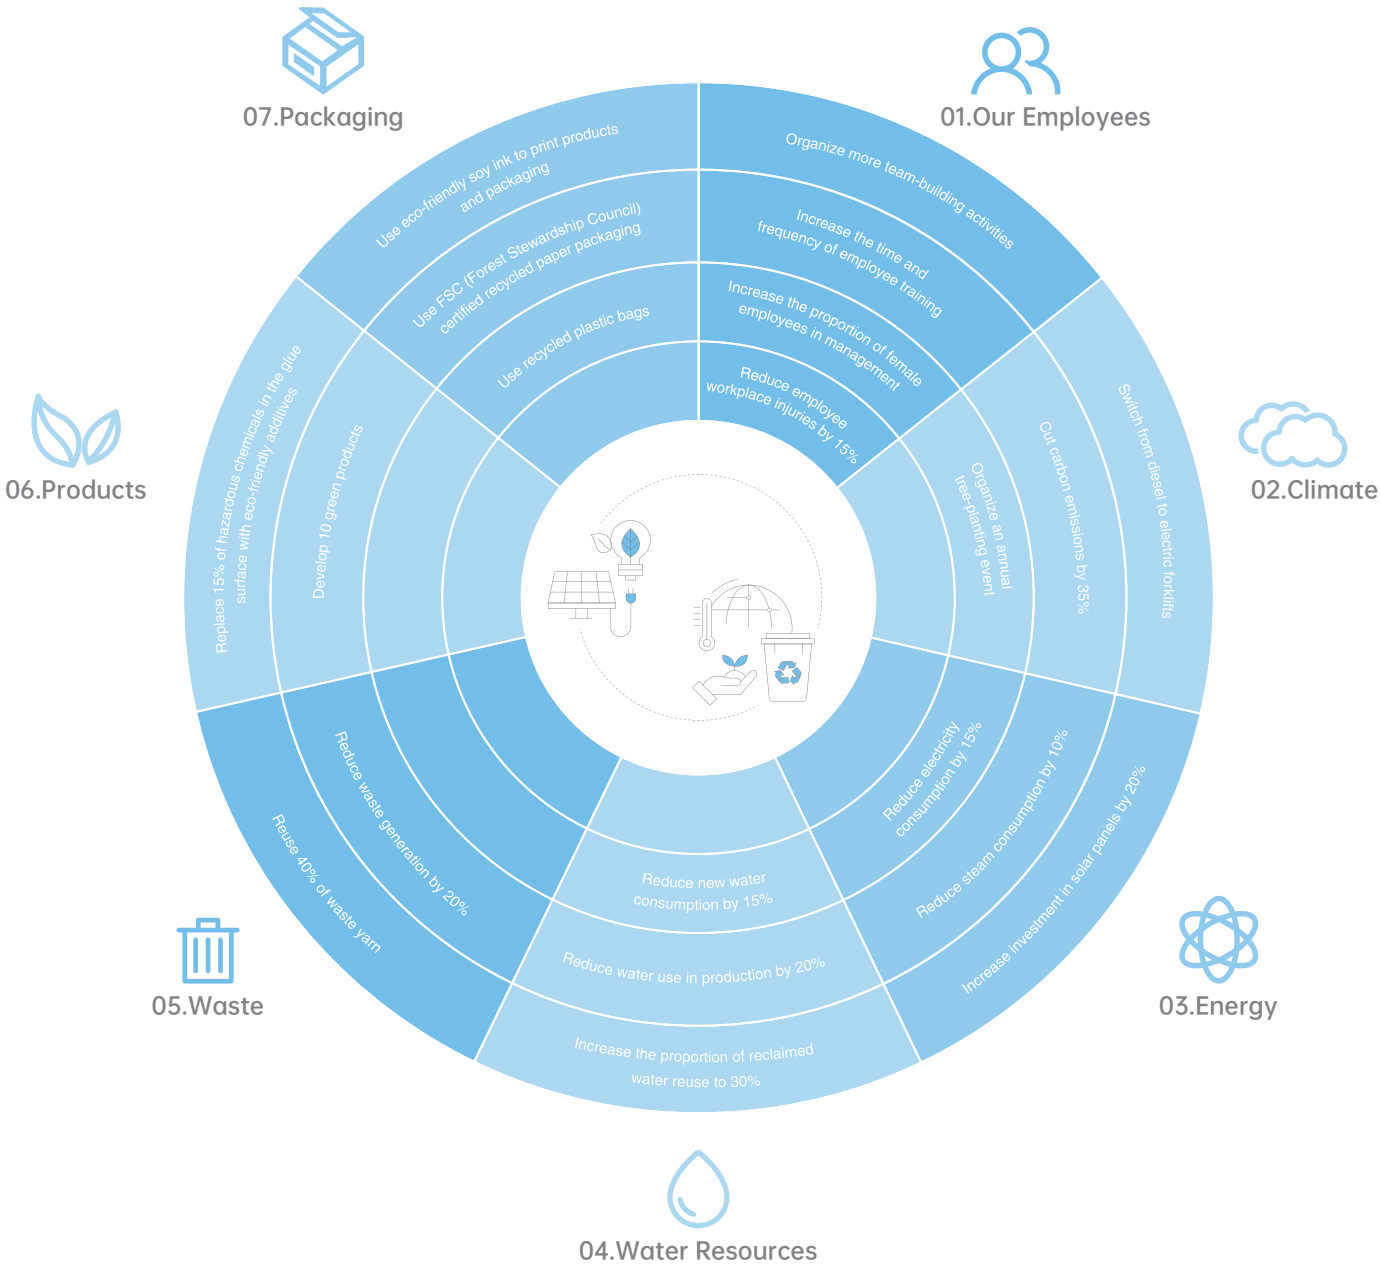 01.Our Employees
Organize more team-building activities
Increase the time and
frequency of employee training
Increase the proportion of female
employees in management
Reduce employee
workplace injuries by 15%
02.Climate
Switch from diesel to electric forklifts
Cut carbon emissions by 35%
Organize an annual
tree-planting event
03.Energy
Increase investment in solar panels by 20%
Reduce steam consumption by 10%
Reduce electricity
consumption by 15%
04.Water Resources
Reduce new water
consumption by 15%
Reduce water use in production by 20%
Increase the proportion of reclaimed
water reuse to 30%
05.Waste
Reuse 40% of waste yarn
Reduce waste generation by 20%
06.Products
Replace 15% of hazardous chemicals in the glue
surface with eco-friendly additives
Develop 10 green products
07.Packaging
Use eco-friendly soy ink to print products
and packaging
Use FSC (Forest Stewardship Council)
certified recycled paper packaging
Use recycled plastic bags